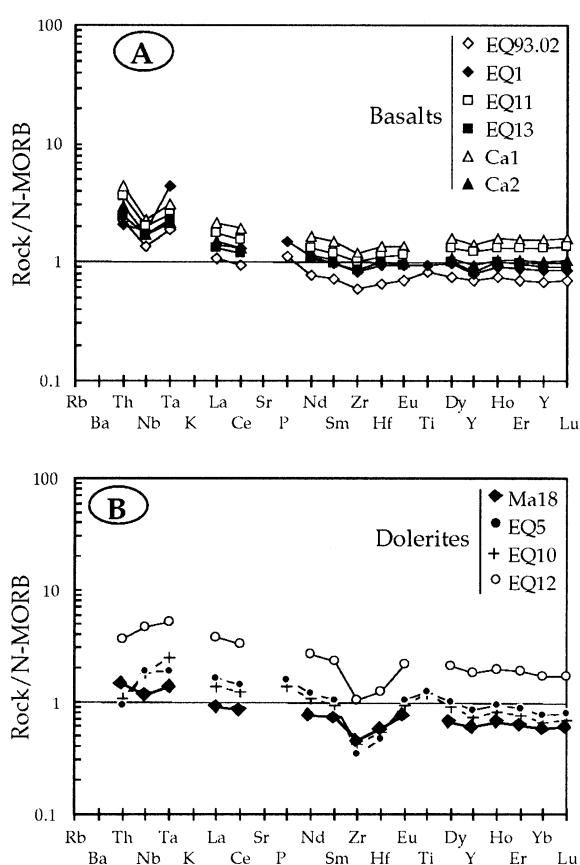 100
A
EQ93.02
EQ1
EQ11
EQ13
Ca1
Ca2
Basalts
10
Rock/N-MORB
1
0.1
Rb Th Ta La Sr Nd Zr Eu Dy Ho Y
Ba Nb K Ce P Sm Hf Ti Y Er Lu
100
B
Ma18
EQ5
EQ10
EQ12
Dolerites
10
Rock/N-MORB
1
0.1
Rb Th Ta La Sr Nd Zr Eu Dy Ho Yb
Ba Nb K Ce P Sm Hf Ti Y Er Lu